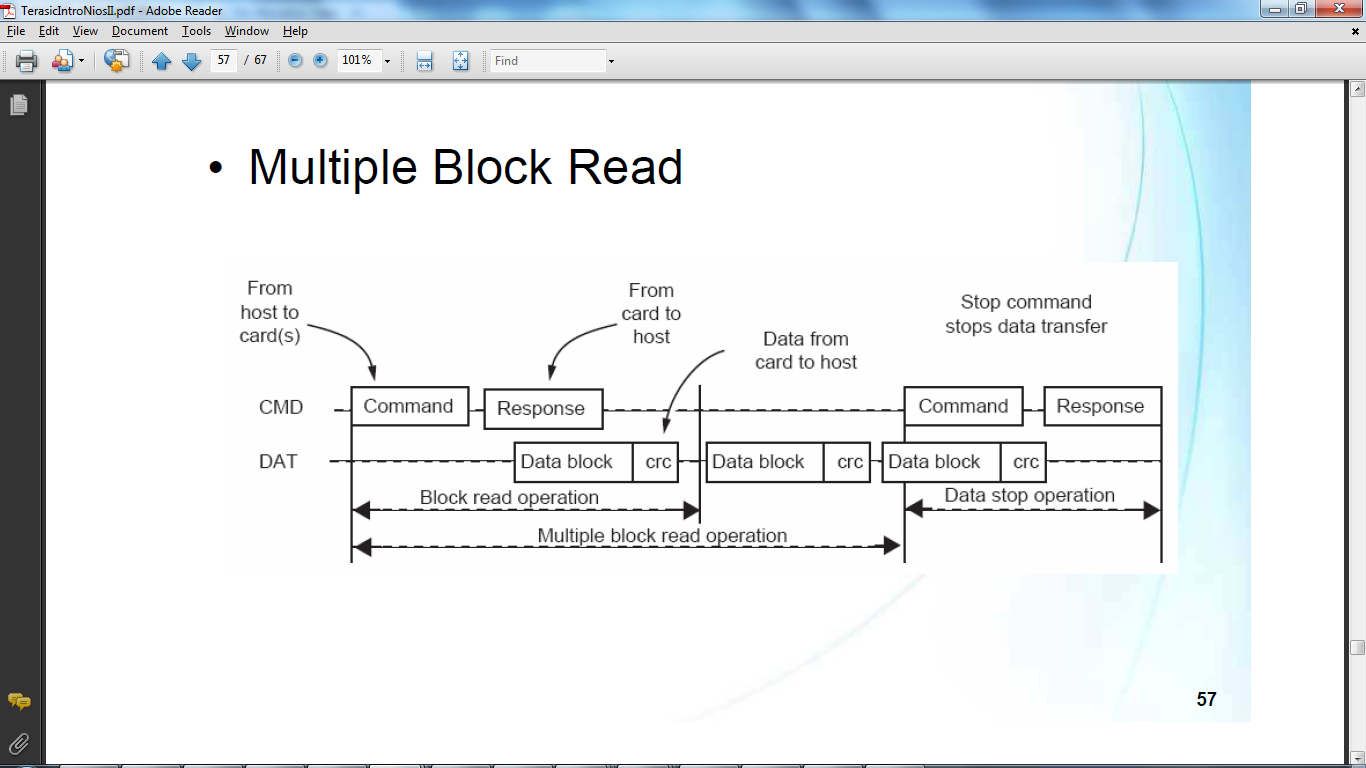 TerasicIntroNiosII.pdf - Adobe Reader
File Edit View Document Tools Window Help
57 / 67 101% Find
• Multiple Block Read
From
host to
card(s)
From
card to
host
Data from
card to host
Stop command
stops data transfer
CMD Command Response Command Response
DAT Data block crc Data block crc Data block crc
Block read operation Data stop operation
Multiple block read operation
57